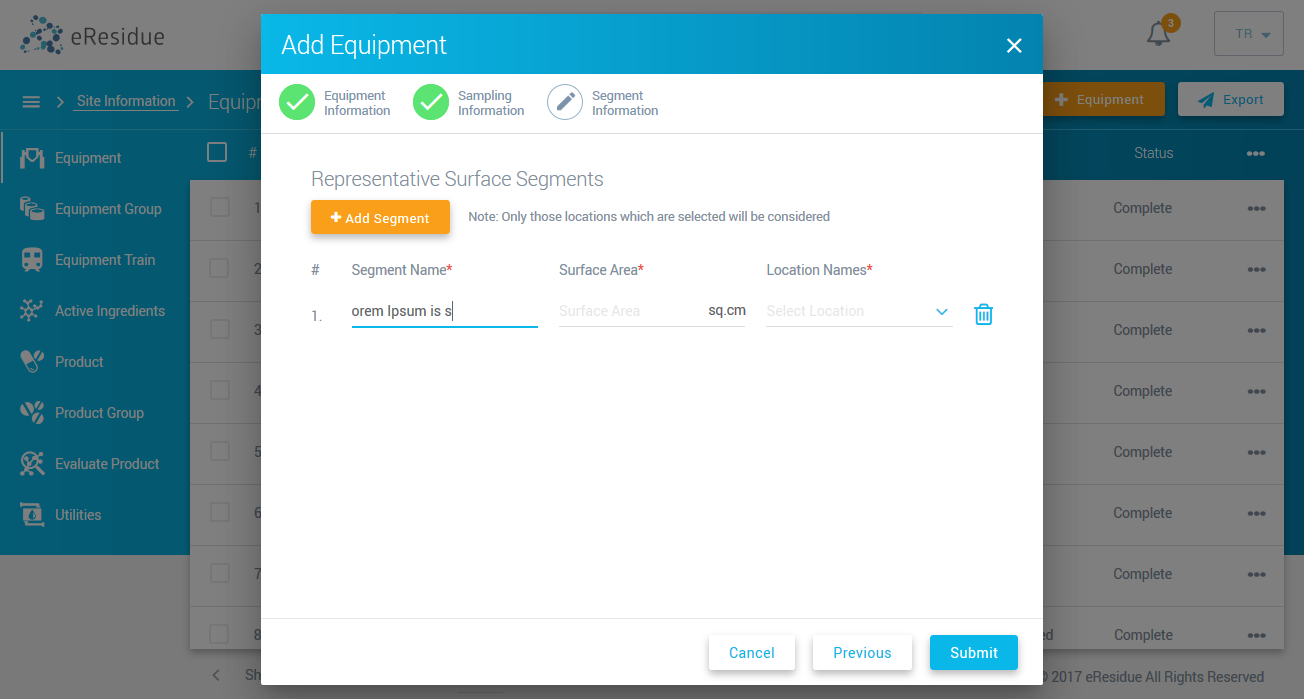 eResidue
3
TR
Add Equipment
Site Information
Equipment
Export
Equipment Information
Sampling Information
Segment Information
#
Status
Equipment
Equipment Group
Equipment Train
Active Ingredients
Product
Product Group
Evaluate Product
Utilities
1
2
3
4
5
6
7
8
Complete
Complete
Complete
Complete
Complete
Complete
Complete
Complete
Representative Surface Segments
Add Segment
Note: Only those locations which are selected will be considered
# Segment Name* Surface Area* Location Names*
1. orem Ipsum is s Surface Area sq.cm Select Location
Cancel Previous Submit
2017 eResidue All Rights Reserved